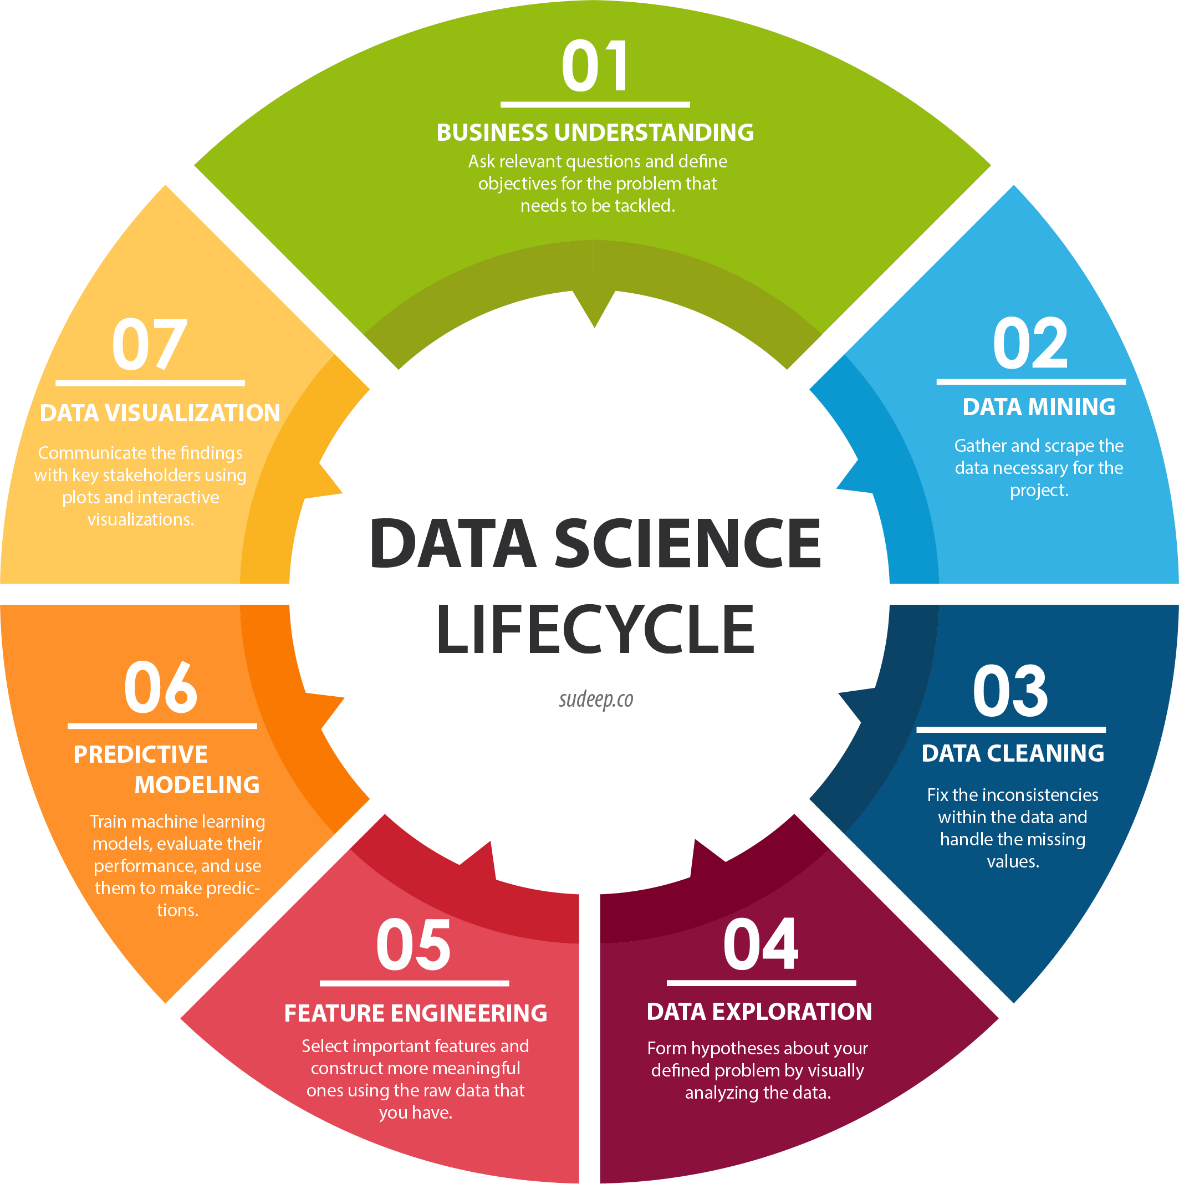 01
BUSINESS UNDERSTANDING
Ask relevant questions and define
objectives for the problem that
needs to be tackled.
02
DATA MINING
Gather and scrape the
data necessary for the
project.
03
DATA CLEANING
Fix the inconsistencies
within the data and
handle the missing
values.
04
DATA EXPLORATION
Form hypotheses about your
defined problem by visually
analyzing the data.
05
FEATURE ENGINEERING
Select important features and
construct more meaningful
ones using the raw data that
you have.
06
PREDICTIVE
MODELING
Train machine learning
models, evaluate their
performance, and use
them to make predic-
tions.
07
DATA VISUALIZATION
Communicate the findings
with key stakeholders using
plots and interactive
visualizations.
DATA SCIENCE
LIFECYCLE
sudeep.co